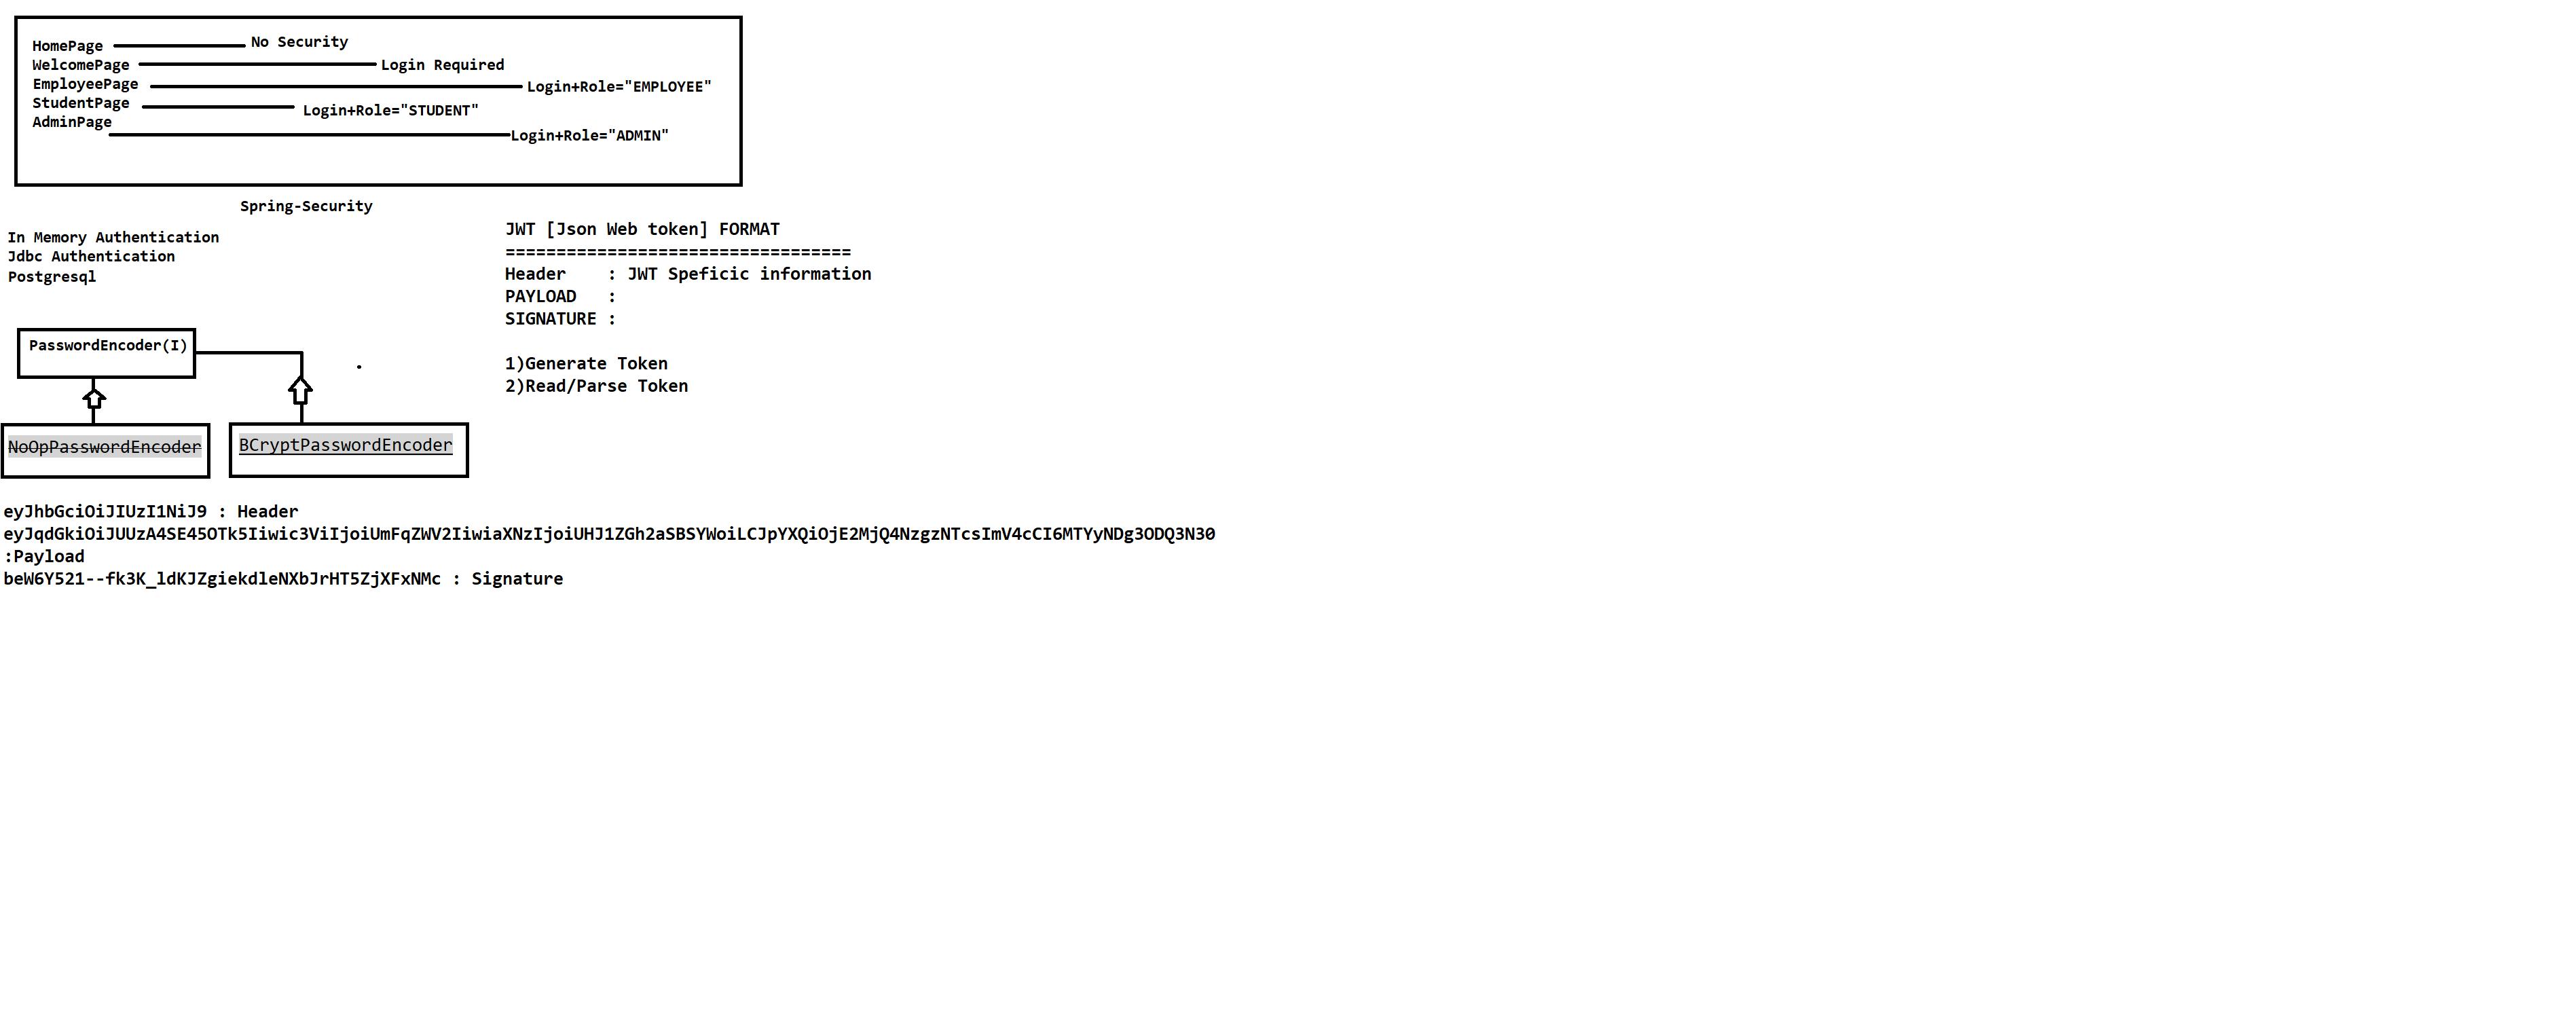 HomePage No Security
WelcomePage Login Required
EmployeePage Login+Role="EMPLOYEE"
StudentPage Login+Role="STUDENT"
AdminPage
Login+Role="ADMIN"
Spring-Security
In Memory Authentication
Jdbc Authentication
Postgresql
JWT [Json Web token] FORMAT
==================================
Header : JWT Speficic information
PAYLOAD :
SIGNATURE :
1)Generate Token
2)Read/Parse Token
PasswordEncoder(I)
NoOpPasswordEncoder
BCryptPasswordEncoder
eyJhbGciOiJIUzI1NiJ9 : Header
eyJqdGkiOiJUUzA4SE45OTk5Iiwic3ViIjoiUmFqZWV2IiwiaXNzIjoiUHJ1ZGh2aSBSYWoiLCJpYXQiOjE2MjQ4NzgzNTcsImV4cCI6MTYyNDg3ODQ3N30
:Payload
beW6Y521--fk3K_ldKJZgiekdleNXbJrHT5ZjXFxNMc : Signature